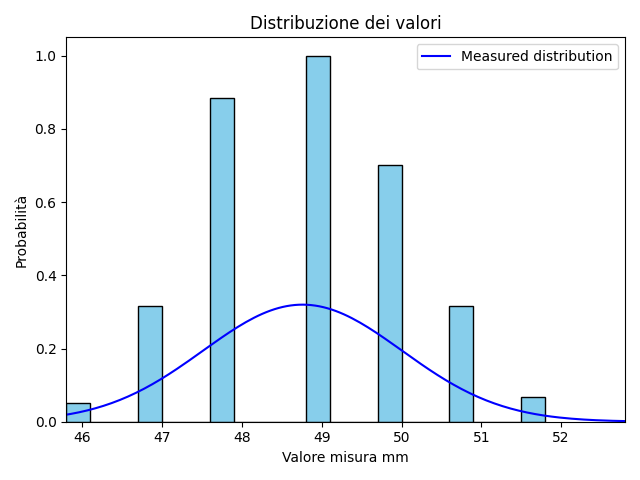 Distribuzione dei valori
Measured distribution
Probabilità
1.0
0.8
0.6
0.4
0.2
0.0
46 47 48 49 50 51 52
Valore misura mm